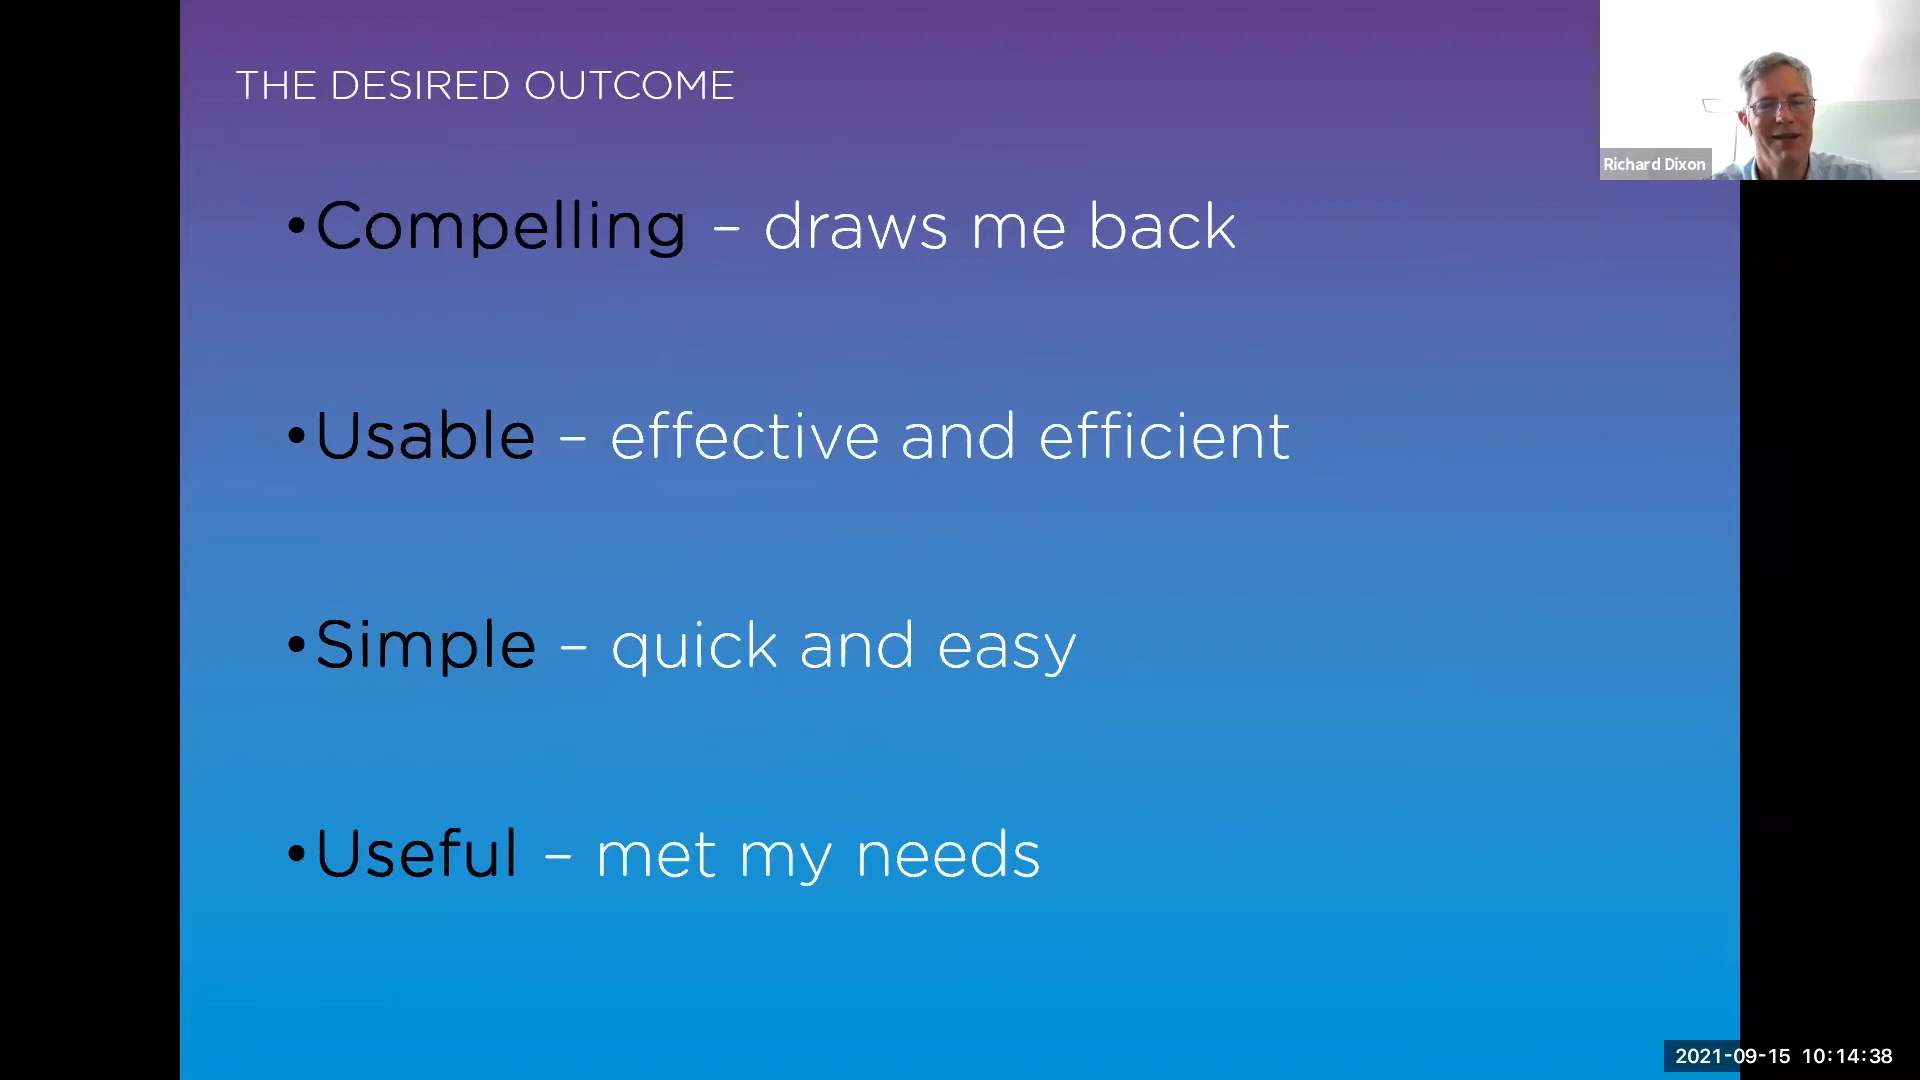 THE DESIRED OUTCOME
Richard Dixon
•Compelling – draws me back
•Usable – effective and efficient
•Simple – quick and easy
•Useful – met my needs
2021-09-15 10:14:38